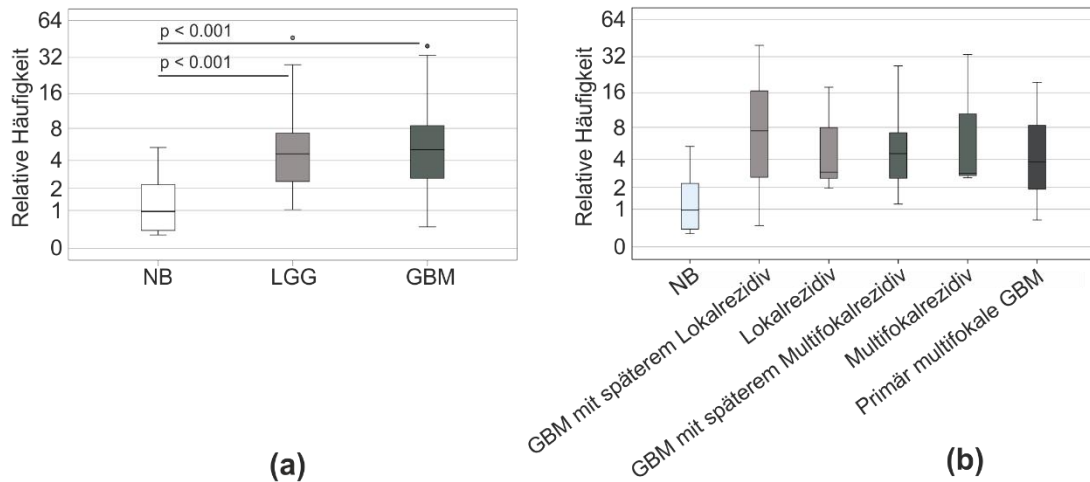 Relative Häufigkeit
64
32
16
8
4
2
1
0
p < 0.001
p < 0.001
NB
LGG
GBM
(a)
Relative Häufigkeit
64
32
16
8
4
2
1
0
NB
GBM mit späterem Lokalrezidiv
Lokalrezidiv
GBM mit späterem Multifokalrezidiv
Multifokalrezidiv
Primär multifokale GBM
(b)